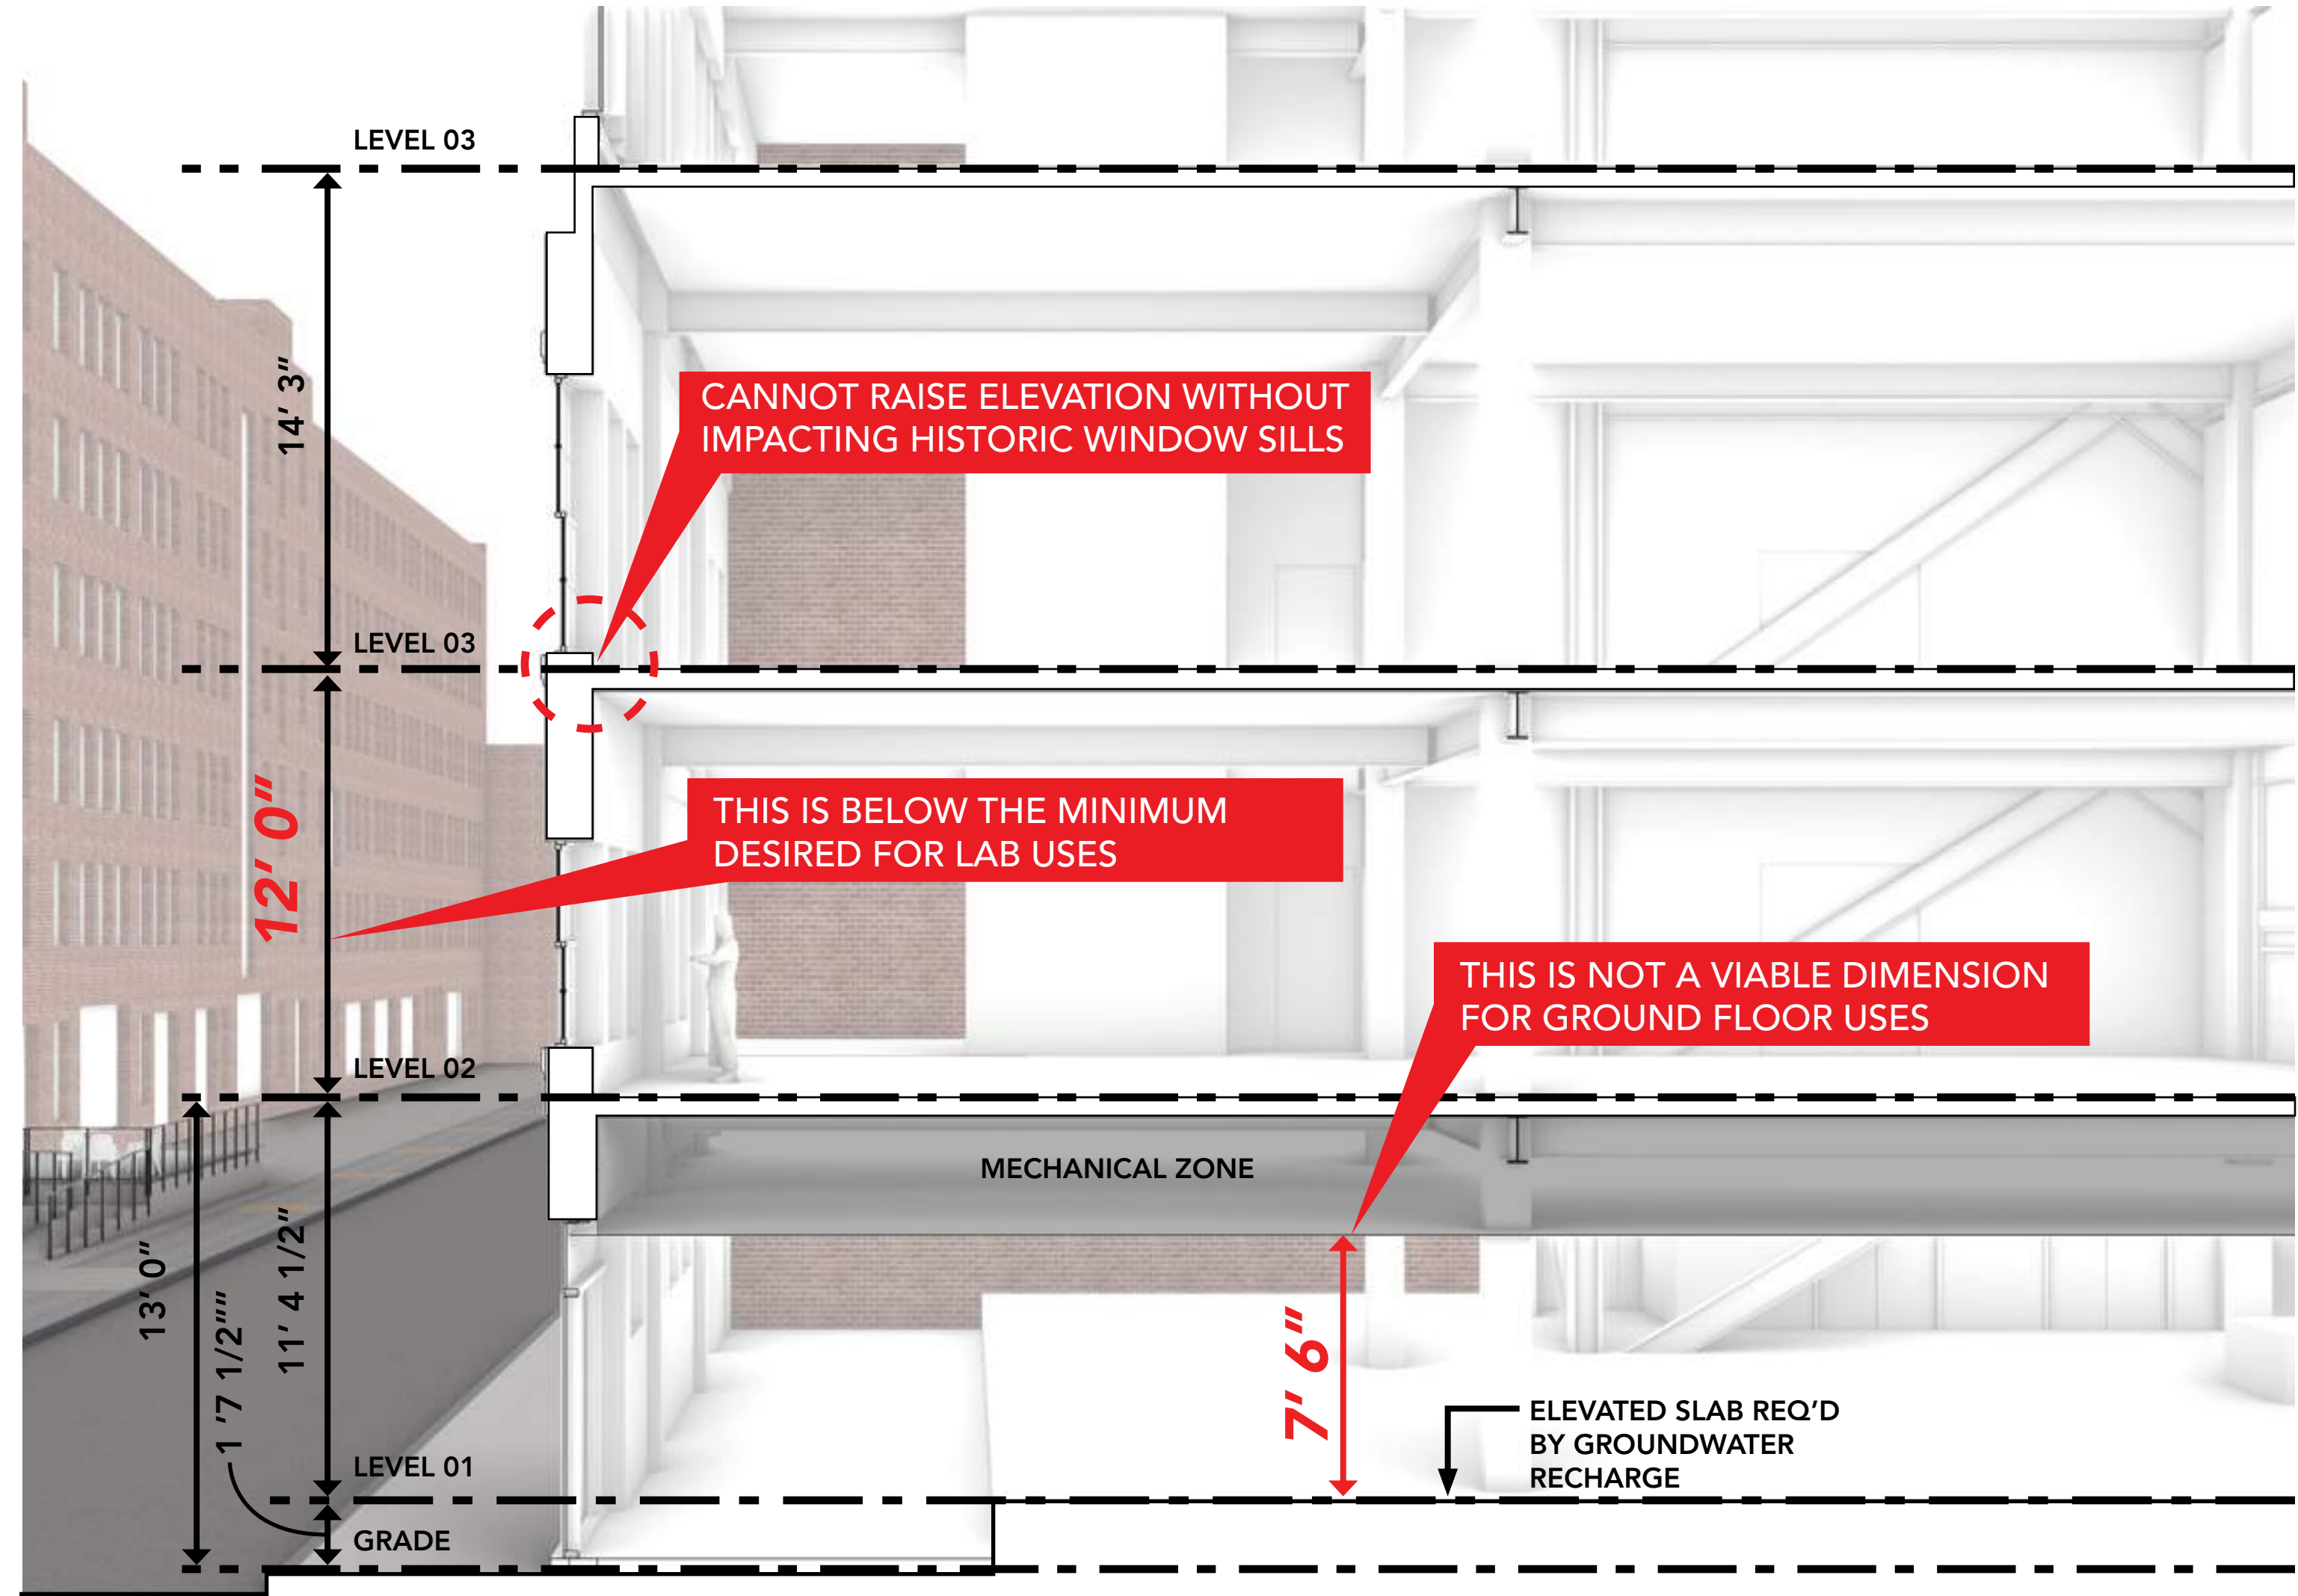 LEVEL 03
14' 3"
CANNOT RAISE ELEVATION WITHOUT
IMPACTING HISTORIC WINDOW SILLS
LEVEL 03
12' 0"
THIS IS BELOW THE MINIMUM
DESIRED FOR LAB USES
THIS IS NOT A VIABLE DIMENSION
FOR GROUND FLOOR USES
LEVEL 02
MECHANICAL ZONE
13' 0"
1 '7 1/2""
11' 4 1/2"
7' 6"
ELEVATED SLAB REQ'D
BY GROUNDWATER
RECHARGE
LEVEL 01
GRADE